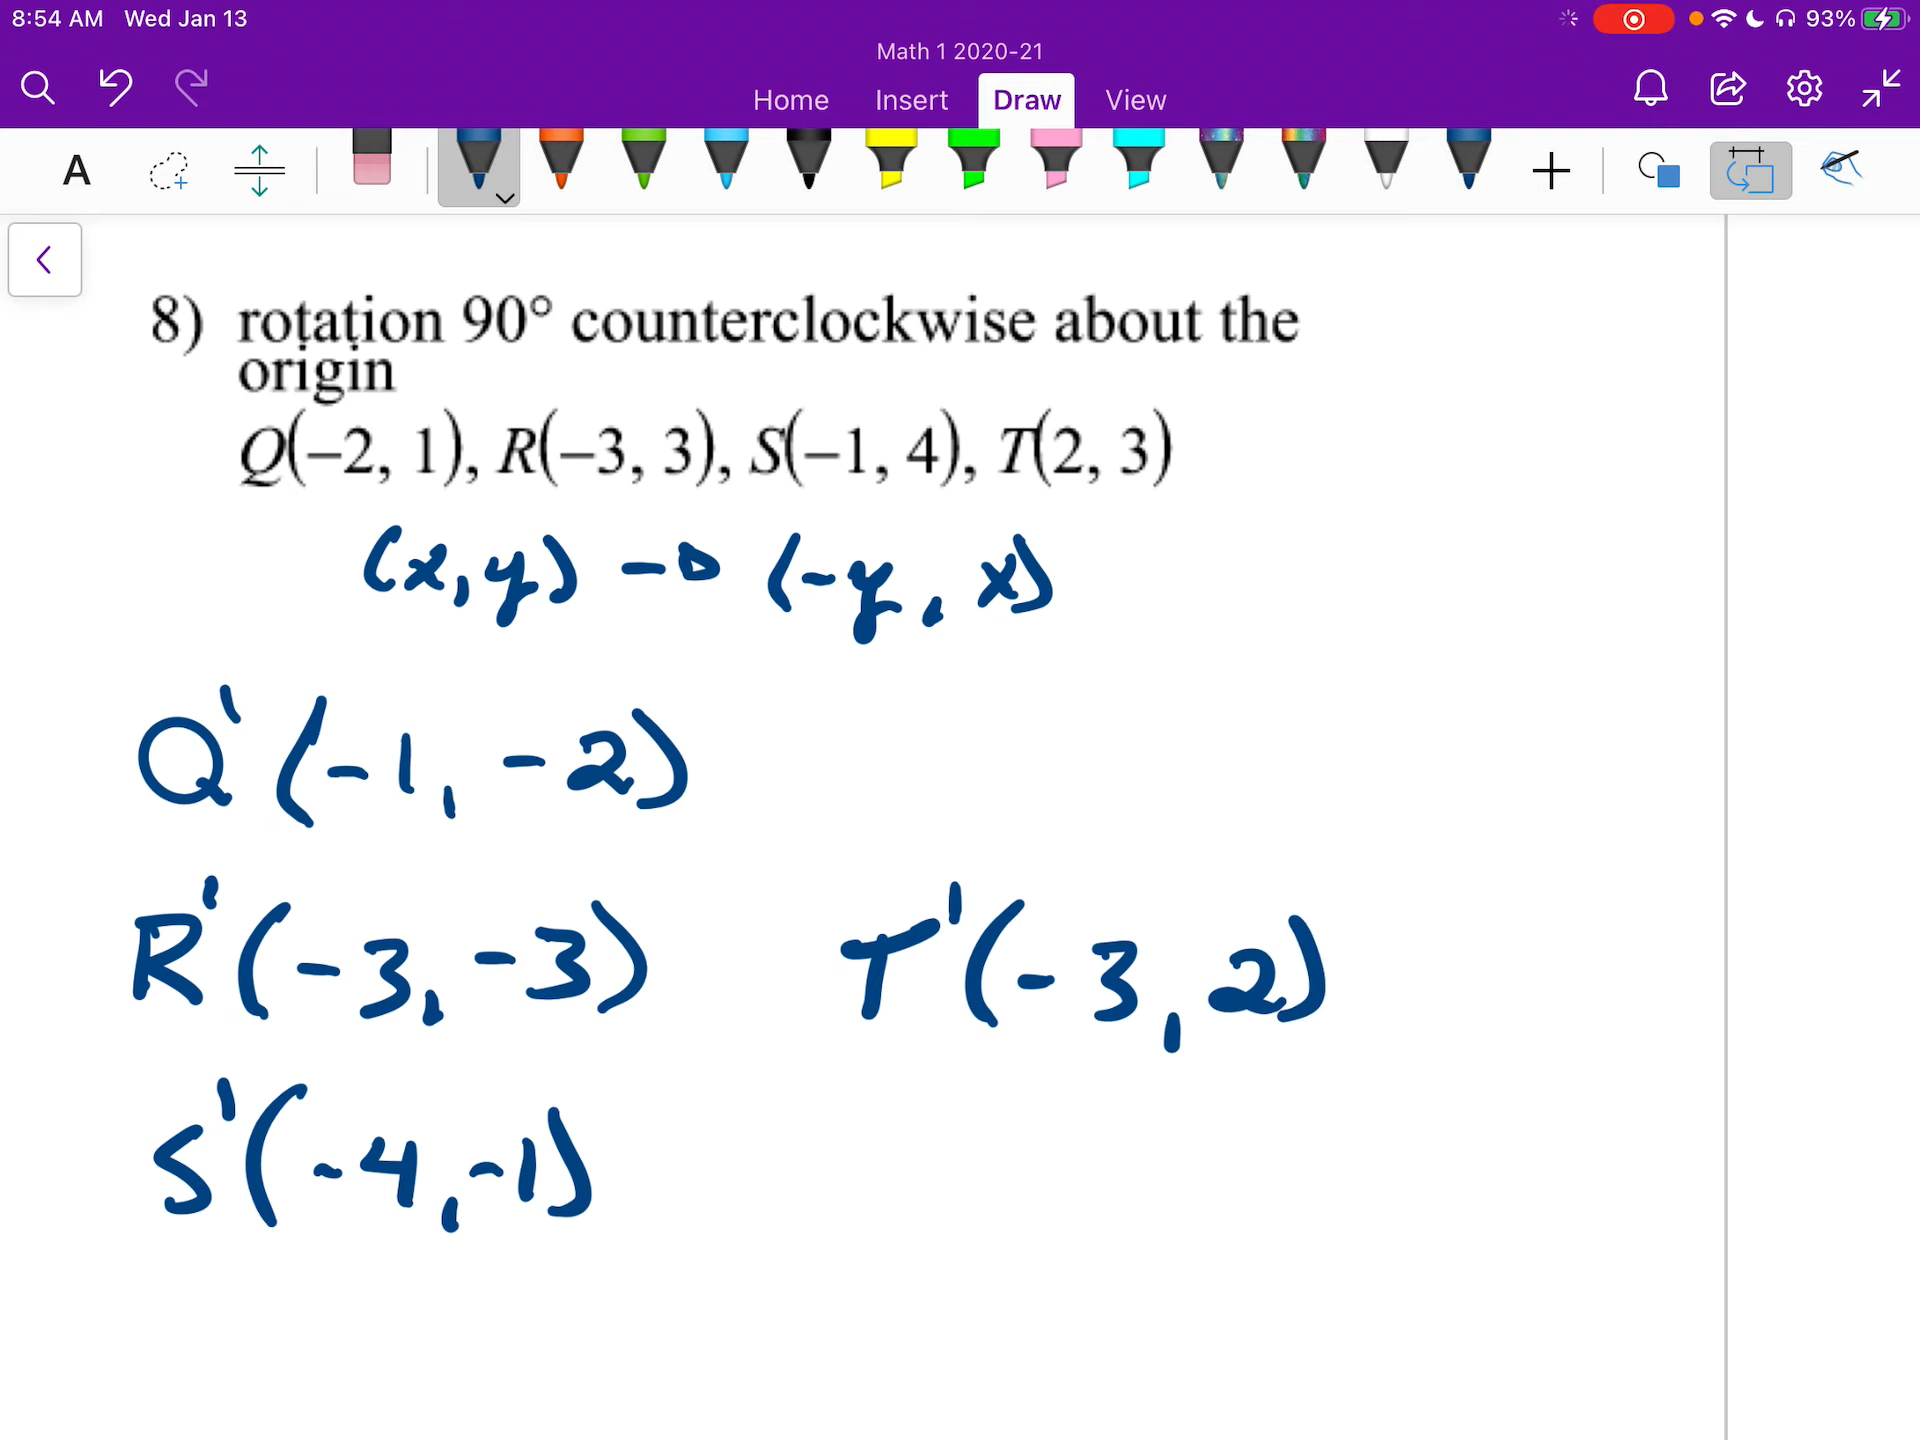 8:54 AM Wed Jan 13
93%
Math 1 2020-21
Home Insert Draw View
A
8) rotation 90° counterclockwise about the
origin
Q(–2, 1), R(–3, 3), S(–1, 4), T(2, 3)
(x,y) → (-y, x)
Q'(-1, -2)
R'(-3, -3) T'(-3, 2)
S'(-4, -1)